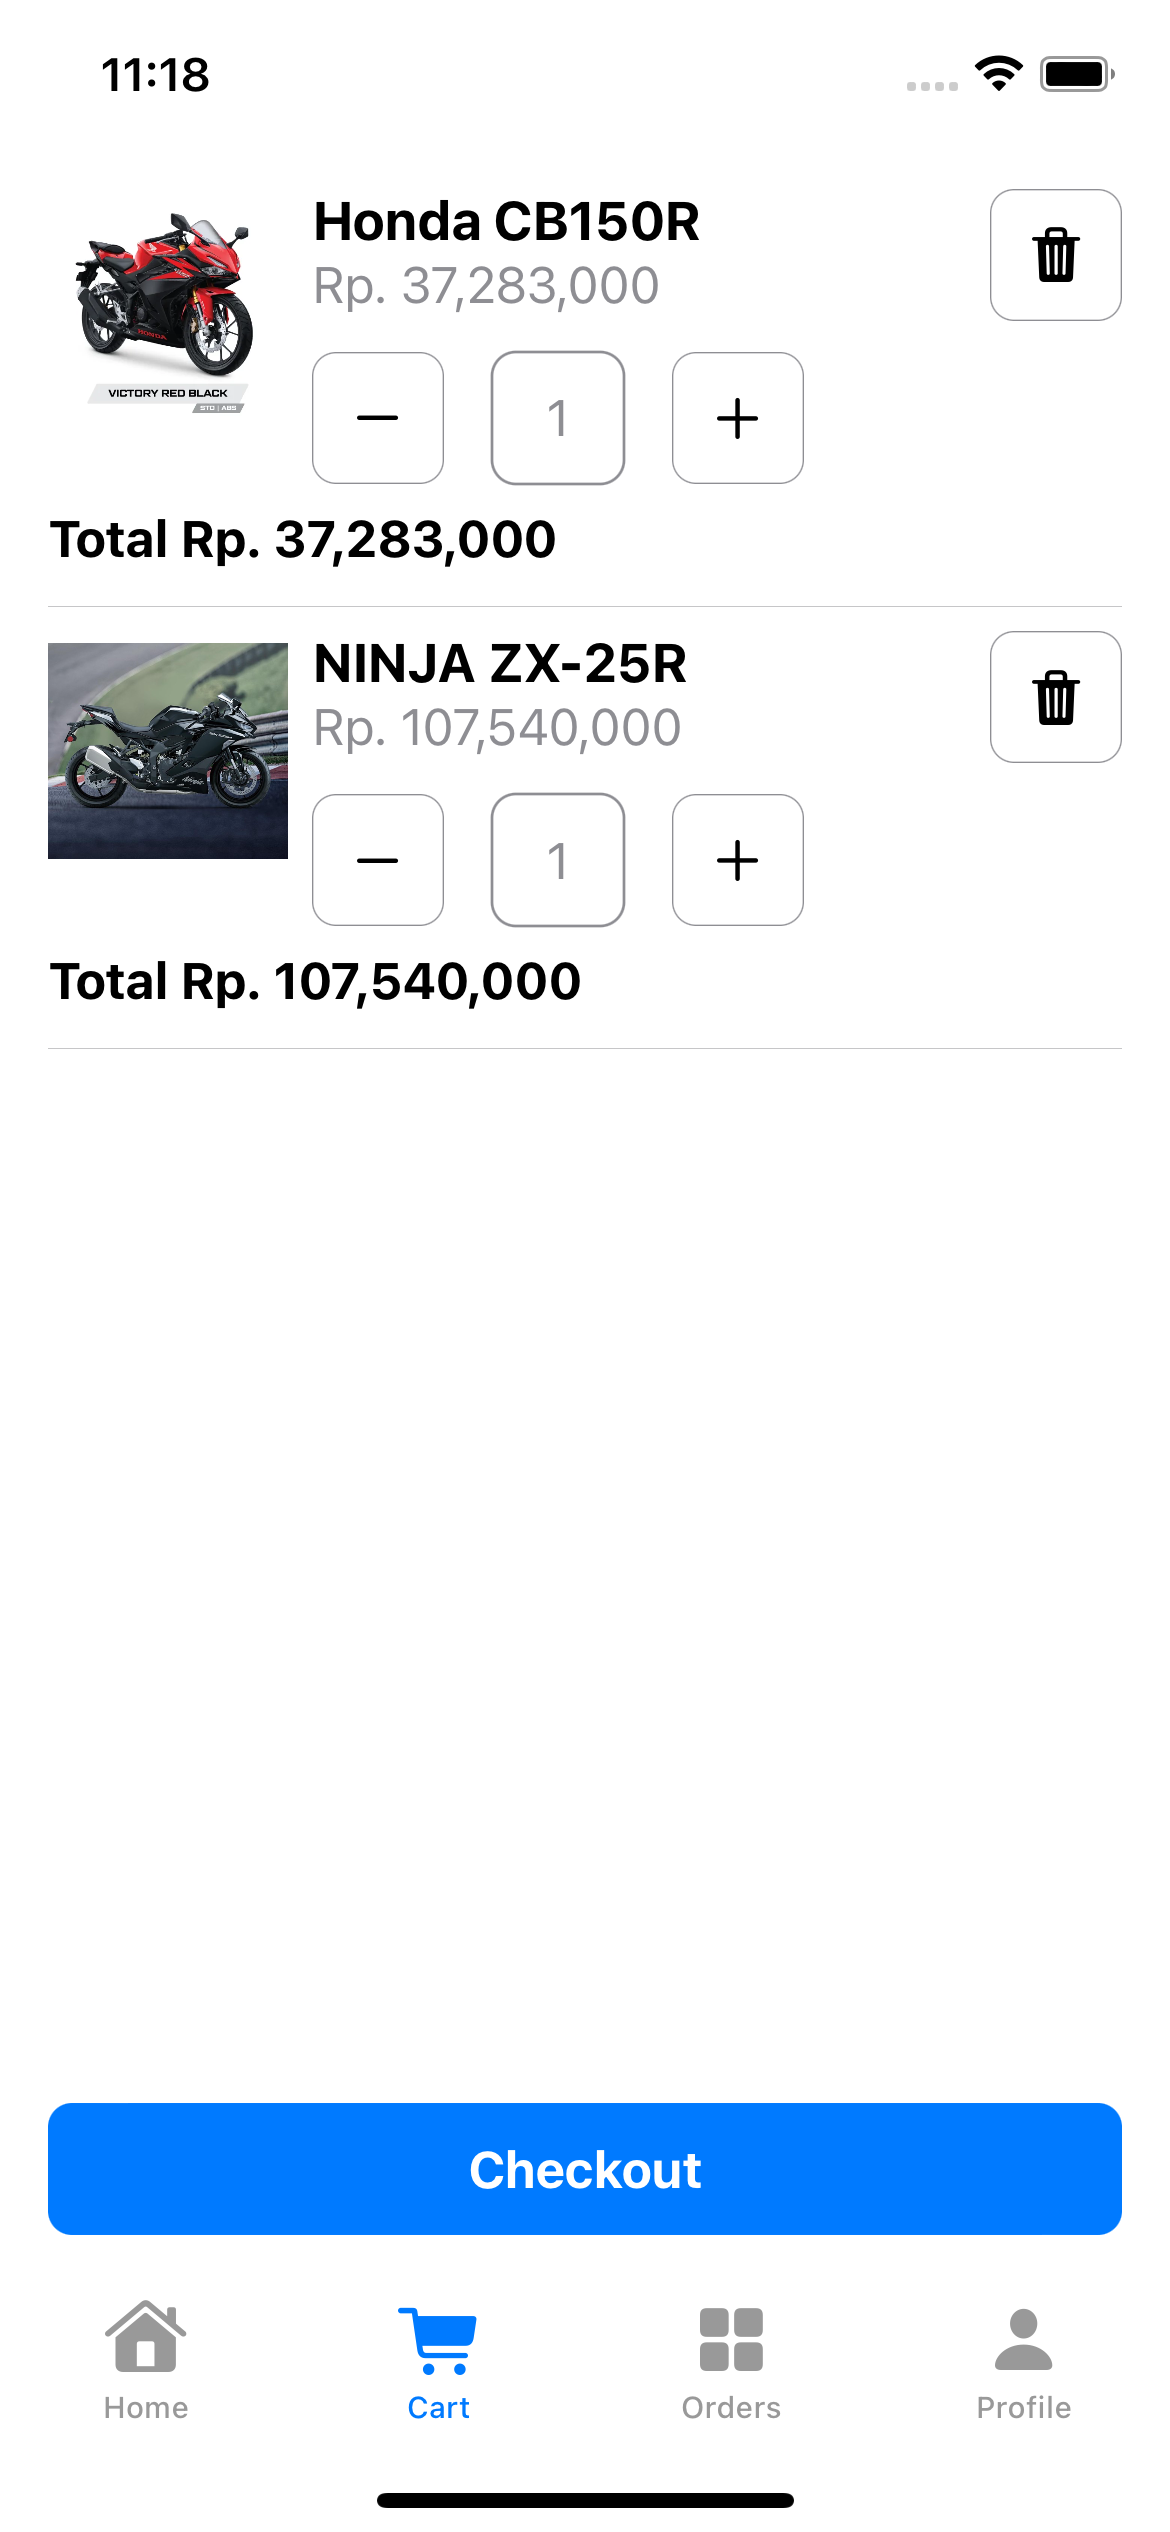 11:18
Honda CB150R
Rp. 37,283,000
VICTORY RED BLACK
STD | ABS
1
Total Rp. 37,283,000
NINJA ZX-25R
Rp. 107,540,000
1
Total Rp. 107,540,000
Checkout
Home
Cart
Orders
Profile